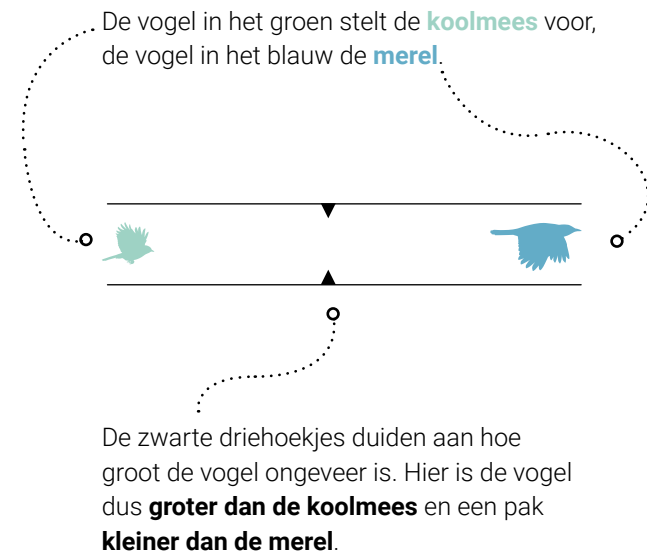 De vogel in het groen stelt de koolmees voor,
de vogel in het blauw de merel.
De zwarte driehoekjes duiden aan hoe
groot de vogel ongeveer is. Hier is de vogel
dus groter dan de koolmees en een pak
kleiner dan de merel.